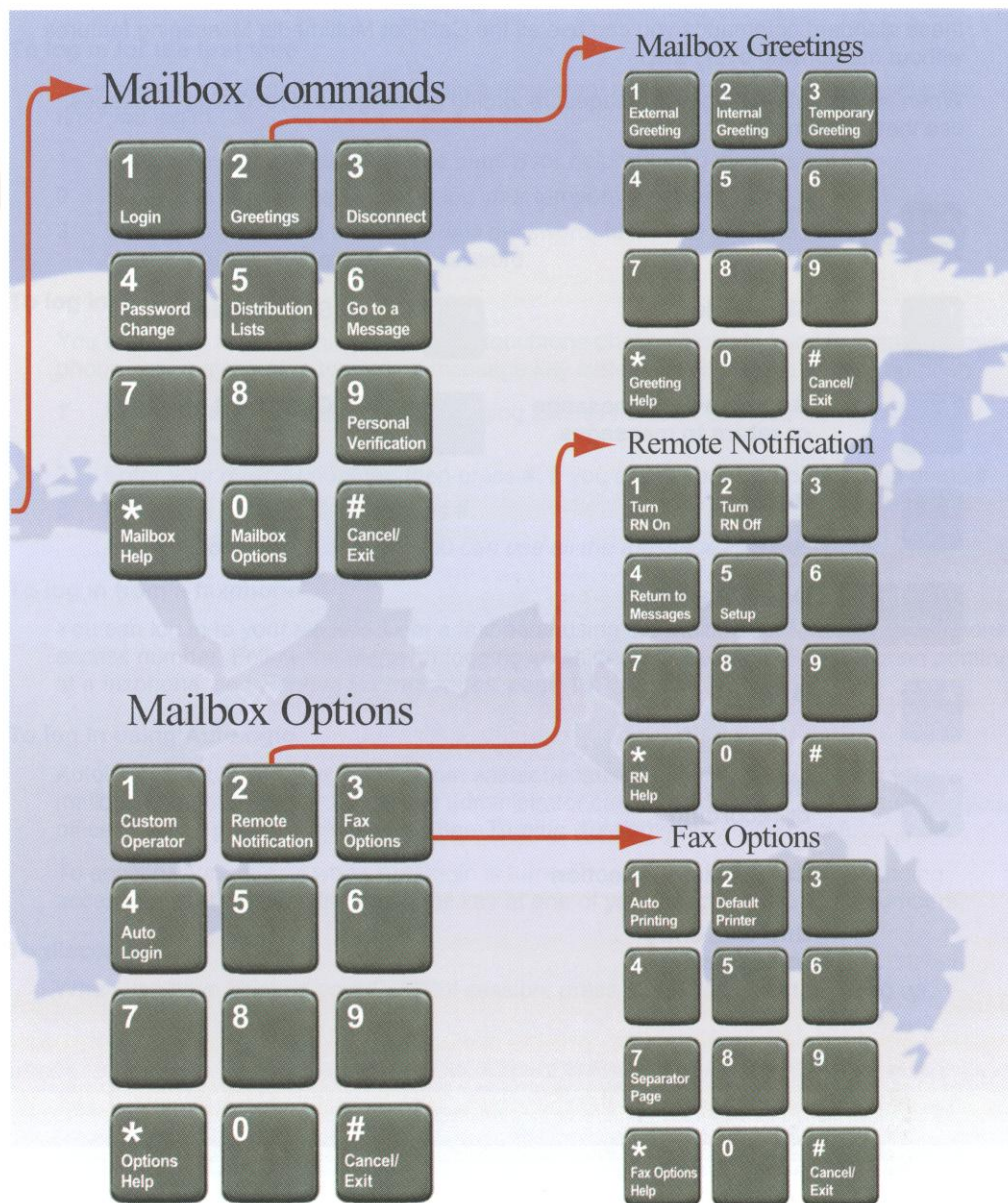 Mailbox Commands
1
Login
2
Greetings
3
Disconnect
4
Password
Change
5
Distribution
Lists
6
Go to a
Message
7
8
9
Personal
Verification
*
Mailbox
Help
0
Mailbox
Options
#
Cancel/
Exit
Mailbox Options
1
Custom
Operator
2
Remote
Notification
3
Fax
Options
4
Auto
Login
5
6
7
8
9
*
Options
Help
0
#
Cancel/
Exit
Mailbox Greetings
1
External
Greeting
2
Internal
Greeting
3
Temporary
Greeting
4
5
6
7
8
9
*
Greeting
Help
0
#
Cancel/
Exit
Remote Notification
1
Turn
RN On
2
Turn
RN Off
3
4
Return to
Messages
5
Setup
6
7
8
9
*
RN
Help
0
#
Fax Options
1
Auto
Printing
2
Default
Printer
3
4
5
6
7
Separator
Page
8
9
*
Fax Options
Help
0
#
Cancel/
Exit